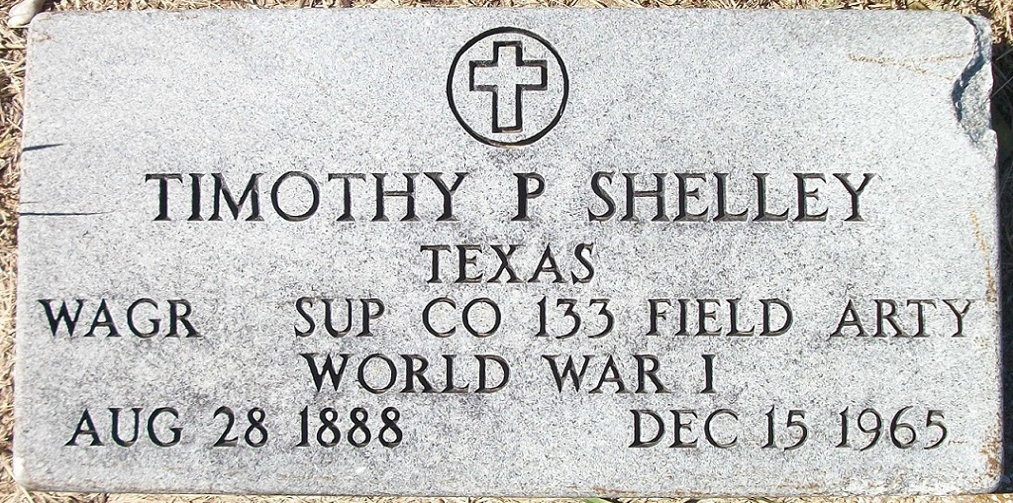 TIMOTHY P SHELLEY
TEXAS
WAGR SUP CO 133 FIELD ARTY
WORLD WAR I
AUG 28 1888 DEC 15 1965